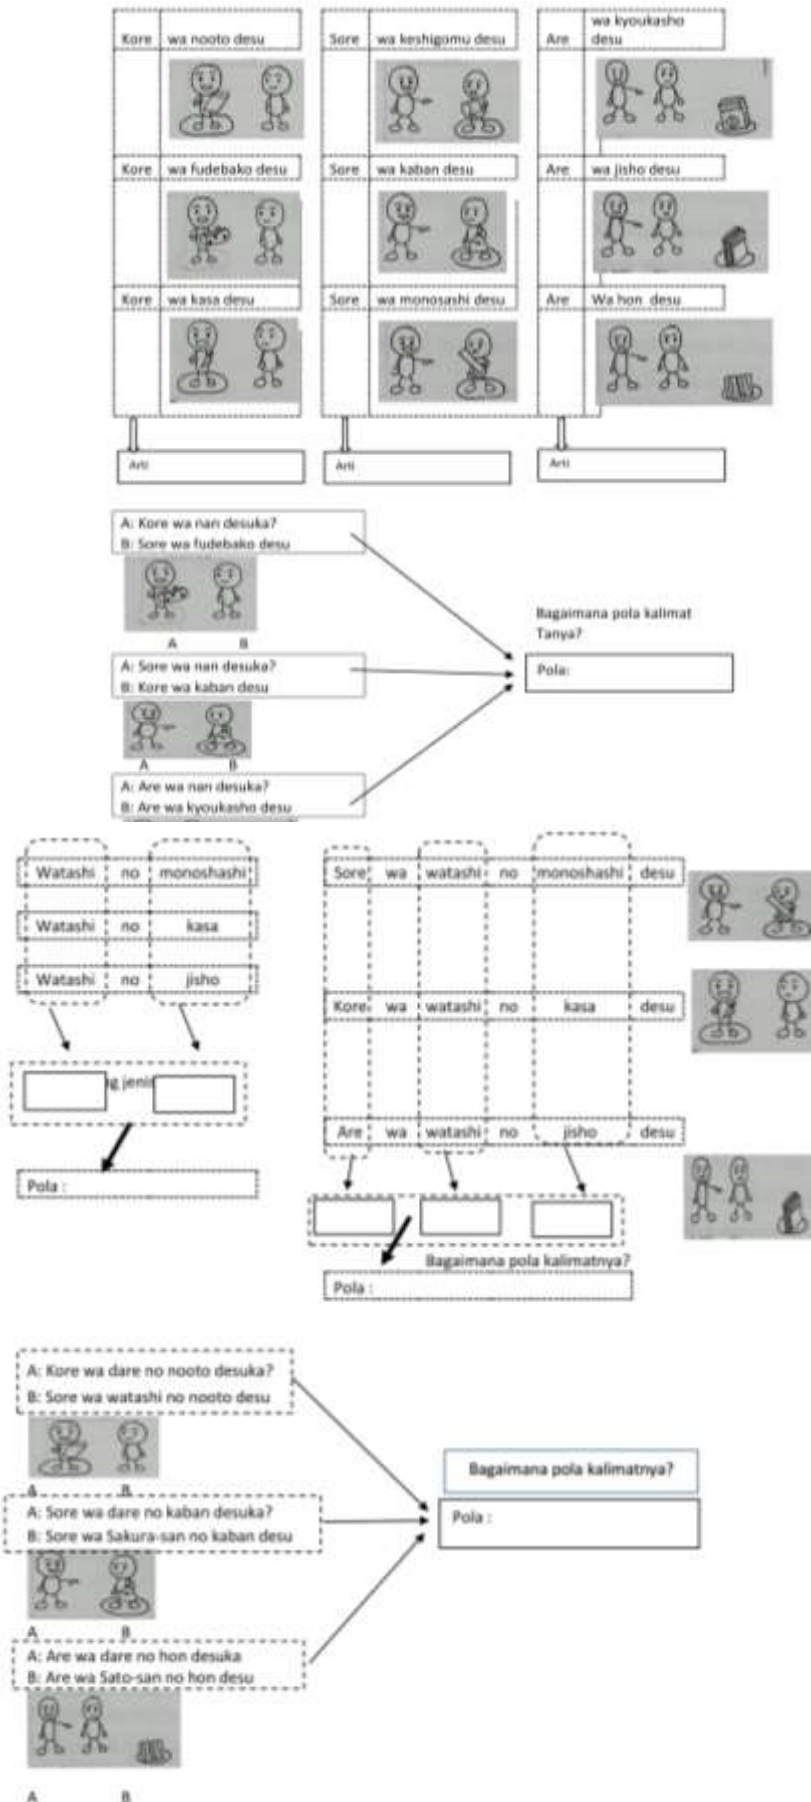 Kore wa nooto desu
Sore wa keshigomu desu
Are wa kyoukasho
desu
Kore wa fudebako desu
Sore wa kaban desu
Are wa jisho desu
Kore wa kasa desu
Sore wa monosashi desu
Are Wa hon desu
Arti
Arti
Arti
A: Kore wa nan desuka?
B: Sore wa fudebako desu
A B
A: Sore wa nan desuka?
B: Kore wa kaban desu
A B
A: Are wa nan desuka?
B: Are wa kyoukasho desu
Bagaimana pola kalimat
Tanya?
Pola:
Watashi no monoshashi
Watashi no kasa
Watashi no jisho
g jenis
Pola :
Sore wa watashi no monoshashi desu
Kore wa watashi no kasa desu
Are wa watashi no jisho desu
Bagaimana pola kalimatnya?
Pola :
A: Kore wa dare no nooto desuka?
B: Sore wa watashi no nooto desu
A B
A: Sore wa dare no kaban desuka?
B: Sore wa Sakura-san no kaban desu
A B
A: Are wa dare no hon desuka
B: Are wa Sato-san no hon desu
A B
Bagaimana pola kalimatnya?
Pola :